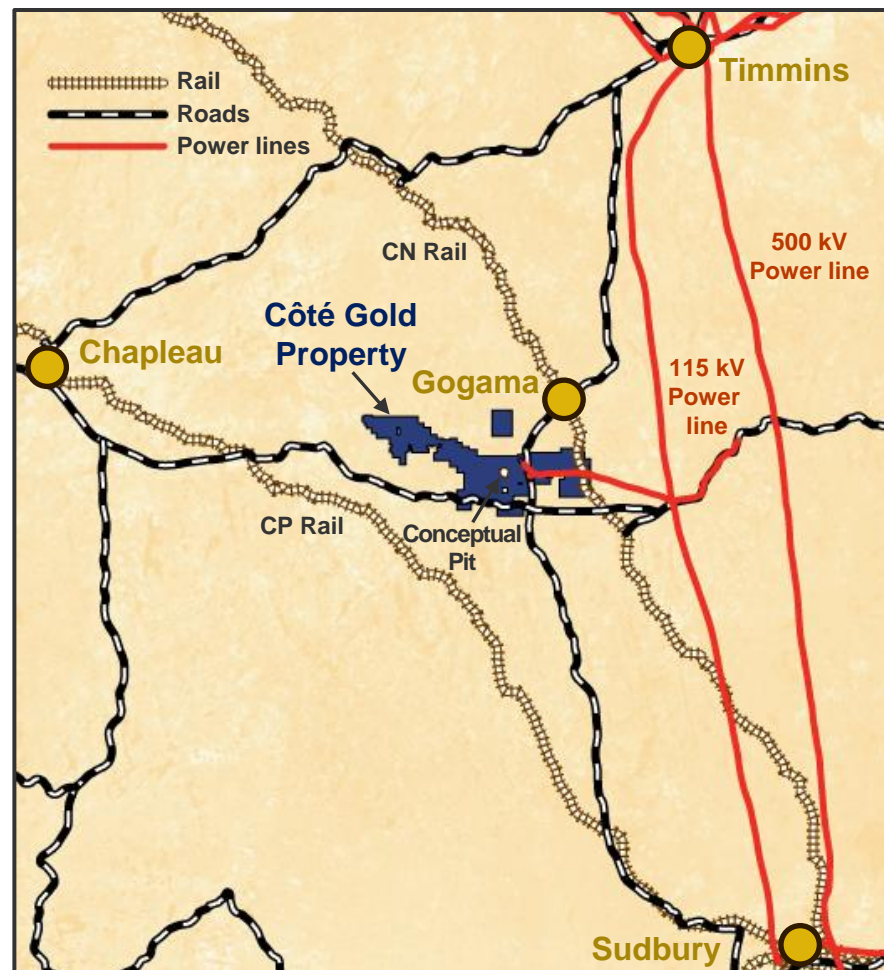 Timmins
Rail
Roads
Power lines
CN Rail
500 kV
Power line
Côté Gold
Property
Chapleau
Gogama
115 kV
Power
line
CP Rail
Conceptual
Pit
Sudbury